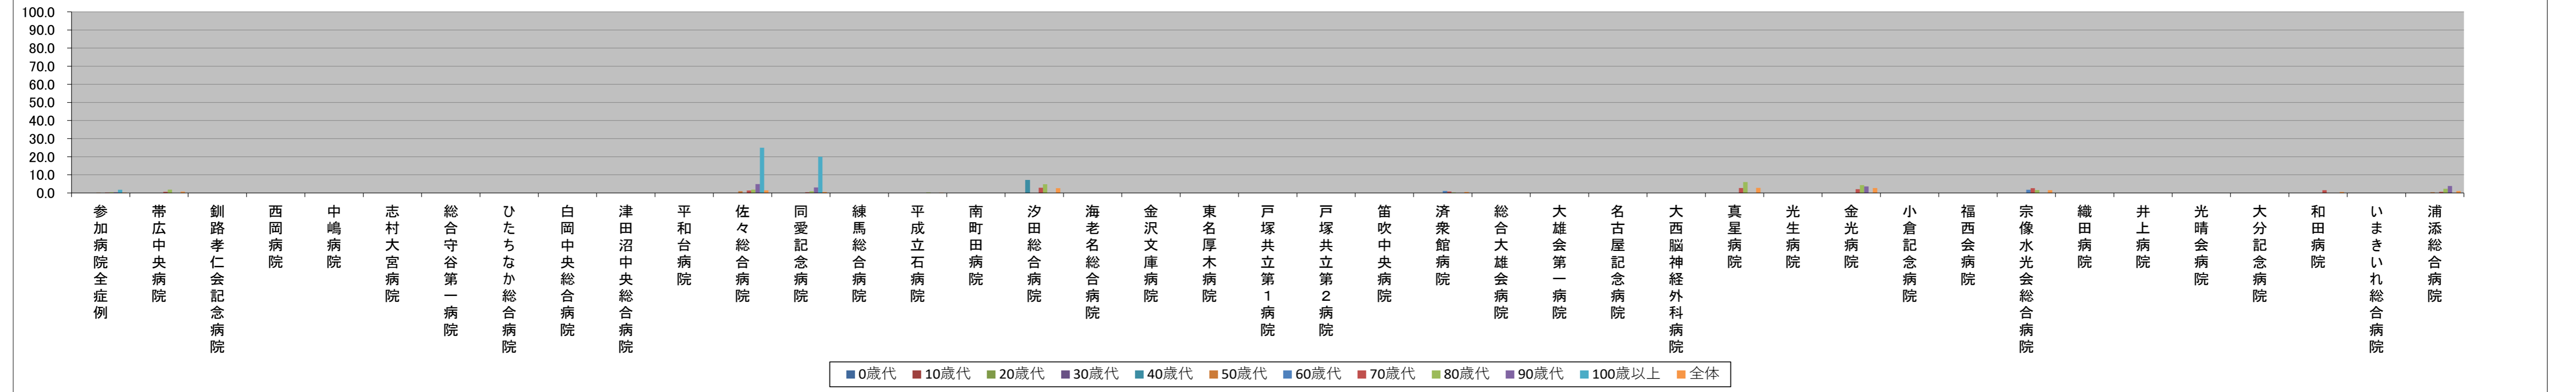 100.0
90.0
80.0
70.0
60.0
50.0
40.0
30.0
20.0
10.0
0.0
参加病院全症例
帯広中央病院
釧路孝仁会記念病院
西岡病院
中嶋病院
志村大宮病院
総合守谷第一病院
ひたちなか総合病院
白岡中央総合病院
津田沼中央総合病院
平和台病院
佐々総合病院
同愛記念病院
練馬総合病院
平成立石病院
南町田病院
汐田総合病院
海老名総合病院
金沢文庫病院
東名厚木病院
戸塚共立第1病院
戸塚共立第2病院
笛吹中央病院
済衆館病院
総合大雄会病院
大雄会第一病院
名古屋記念病院
大西脳神経外科病院
真星病院
光生病院
金光病院
小倉記念病院
福西会病院
宗像水光会総合病院
織田病院
井上病院
光晴会病院
大分記念病院
和田病院
いまきいれ総合病院
浦添総合病院
0歳代 10歳代 20歳代 30歳代 40歳代 50歳代 60歳代 70歳代 80歳代 90歳代 100歳以上 全体